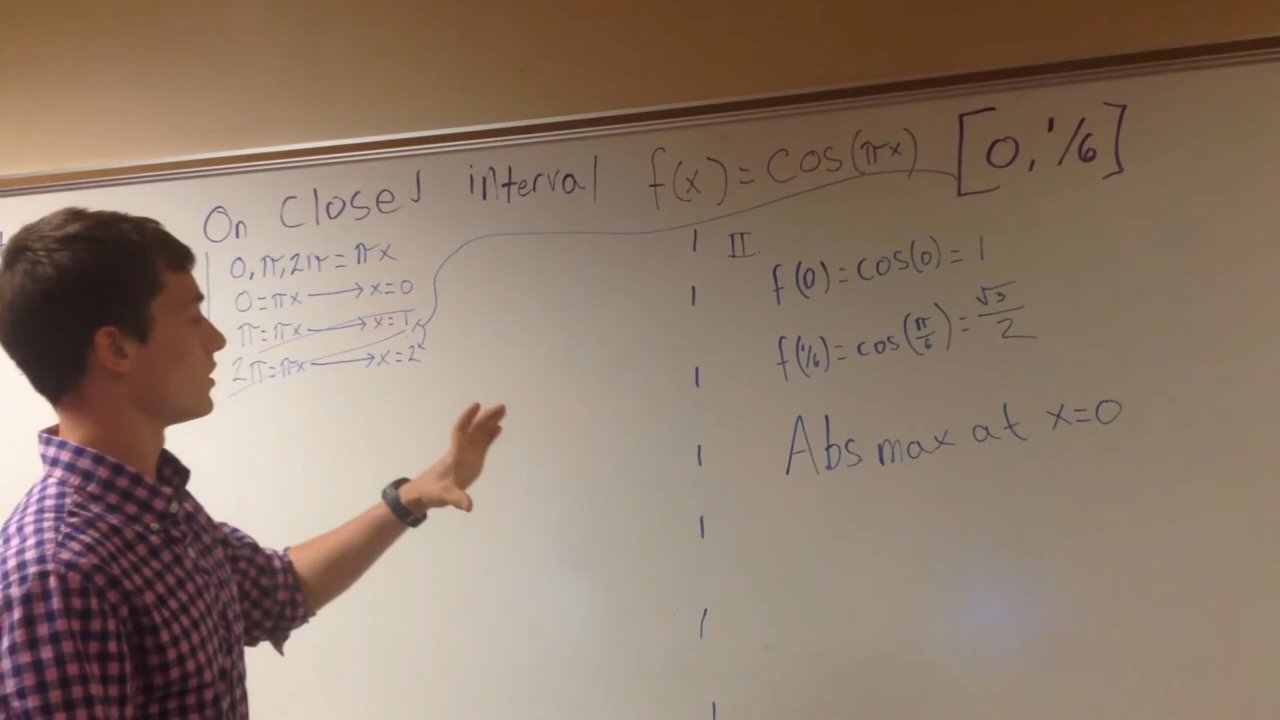 On Closed interval f(x)=cos(πx) [0,1/6]
0,π,2π=πx
0=πx→x=0
π=πx→x=1
2π=πx→x=2
II.
f(0)=cos(0)=1
f(1/6)=cos(π/6)=√3/2
Abs max at x=0